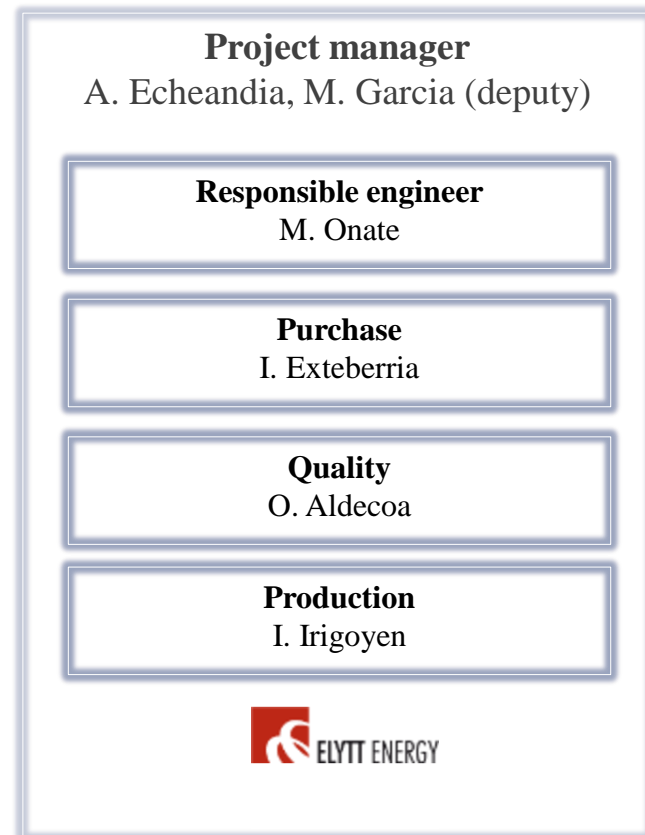 Project manager
A. Echeandia, M. Garcia (deputy)
Responsible engineer
M. Onate
Purchase
I. Exteberria
Quality
O. Aldecoa
Production
I. Irigoyen
ELYTT ENERGY